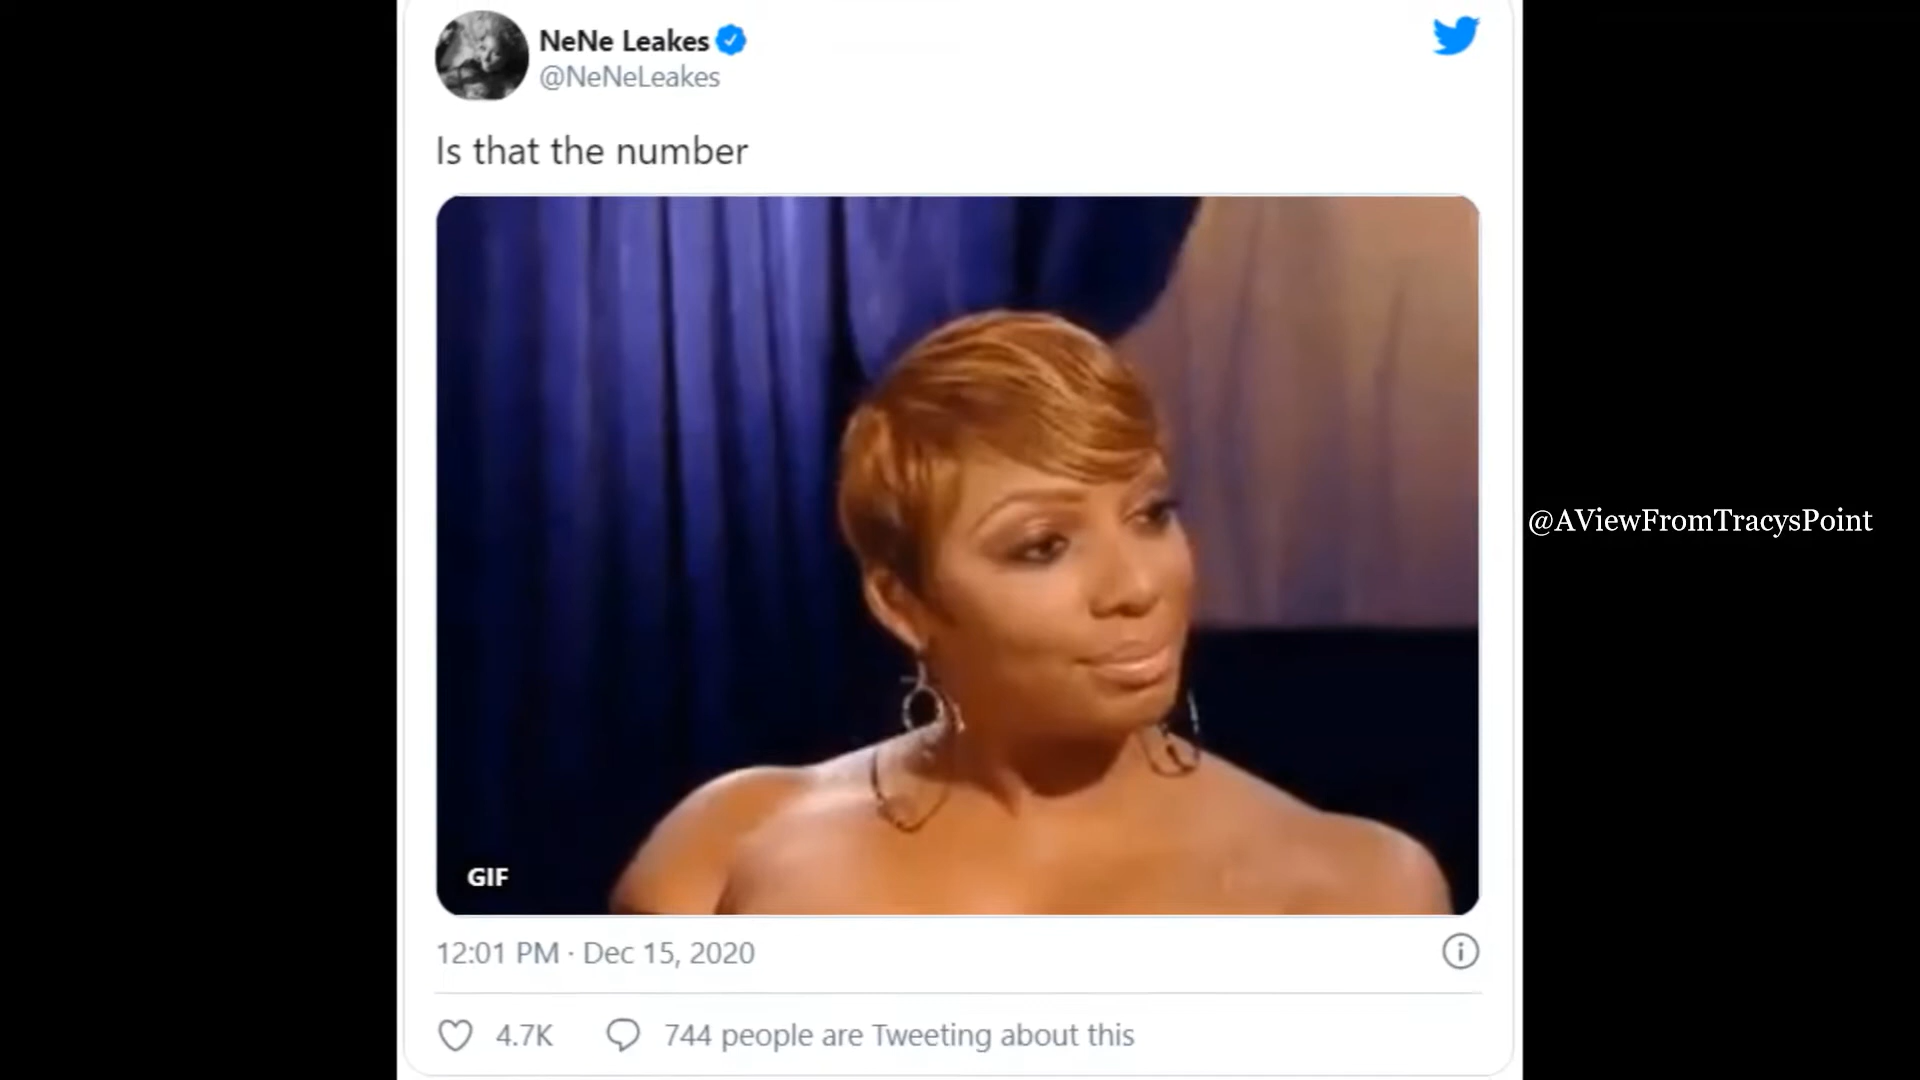 NeNe Leakes
@NeNeLeakes
Is that the number
GIF
12:01 PM · Dec 15, 2020
4.7K 744 people are Tweeting about this
@AViewFromTracysPoint